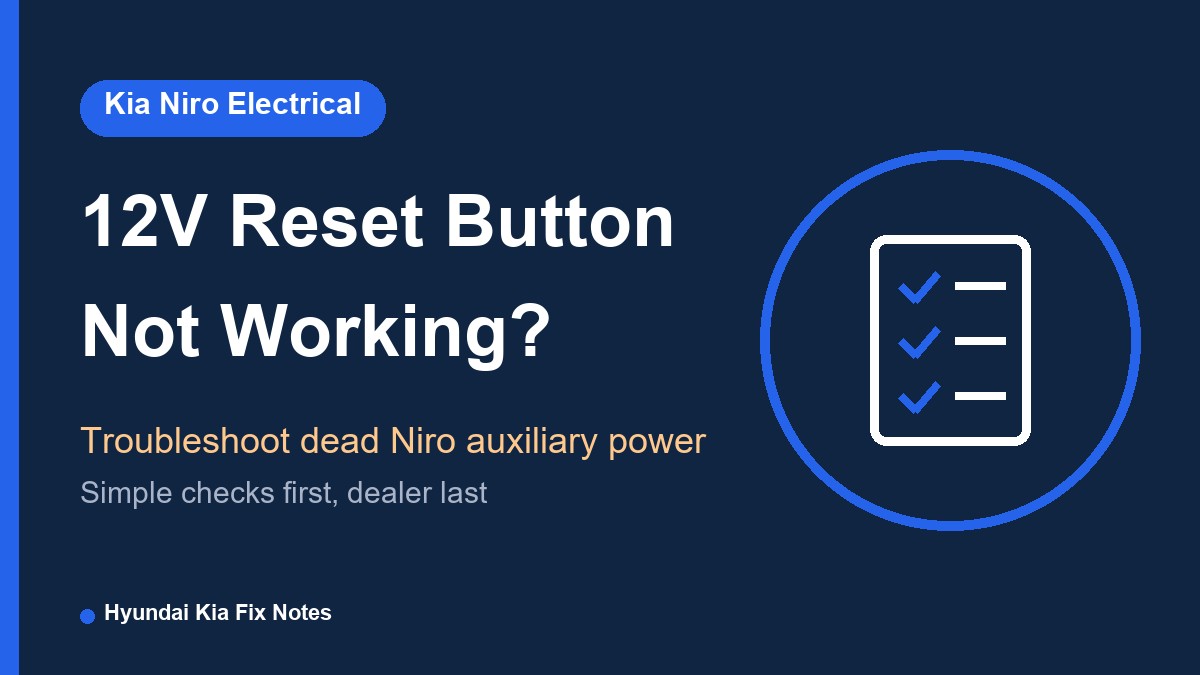 Kia Niro Electrical
12V Reset Button
Not Working?
Troubleshoot dead Niro auxiliary power
Simple checks first, dealer last
Hyundai Kia Fix Notes